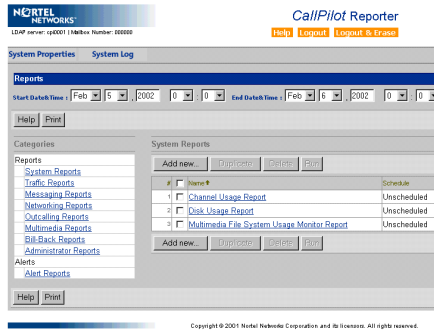 NORTEL NETWORKS™
CallPilot Reporter
LDAP server: cpl0001 | Mailbox Number: 000000
Help Logout Logout & Erase
System Properties System Log
Reports
Start Date&Time : Feb 5 , 2002 0 : 0 End Date&Time : Feb 6 , 2002 0 : 0
Help Print
Categories
Reports
System Reports
Traffic Reports
Messaging Reports
Networking Reports
Outcalling Reports
Multimedia Reports
Bill-Back Reports
Administrator Reports
Alerts
Alert Reports
System Reports
Add new... Duplicate Delete Run
# Name Schedule
1 Channel Usage Report Unscheduled
2 Disk Usage Report Unscheduled
3 Multimedia File System Usage Monitor Report Unscheduled
Add new... Duplicate Delete Run
Help Print
Copyright © 2001 Nortel Networks Corporation and its licensors. All rights reserved.